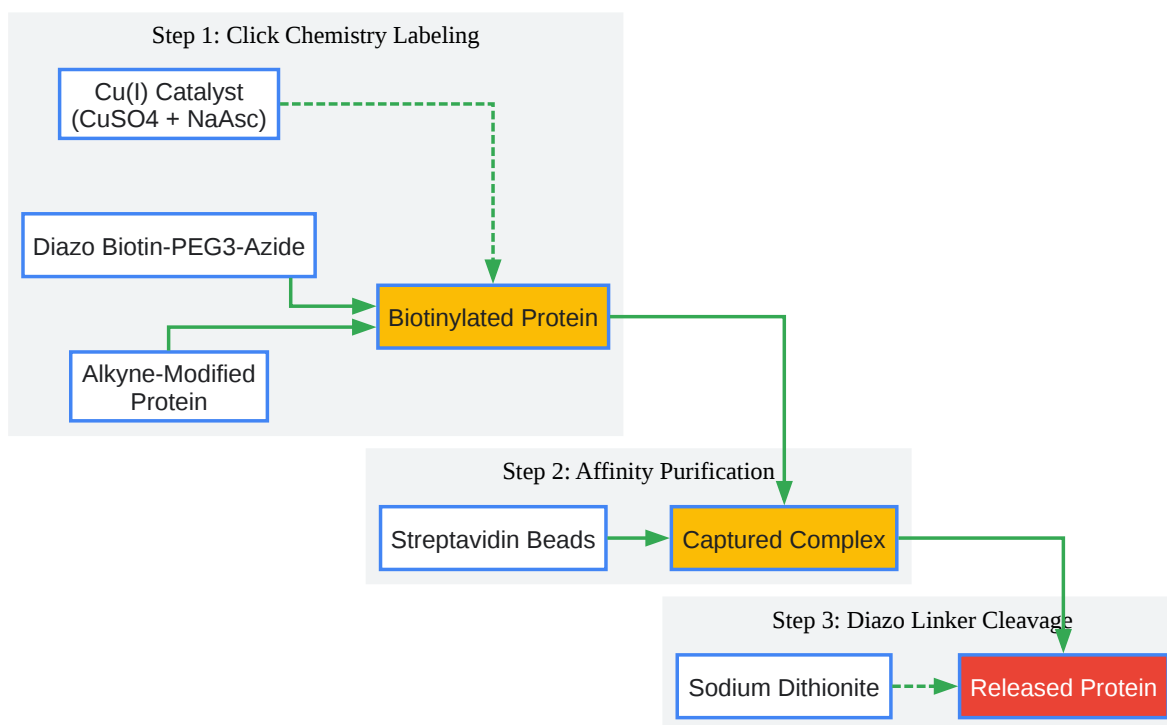 Step 1: Click Chemistry Labeling
Cu(I) Catalyst
(CuSO4 + NaAsc)
Diazo Biotin-PEG3-Azide
Biotinylated Protein
Alkyne-Modified
Protein
Step 2: Affinity Purification
Streptavidin Beads
Captured Complex
Step 3: Diazo Linker Cleavage
Sodium Dithionite
Released Protein